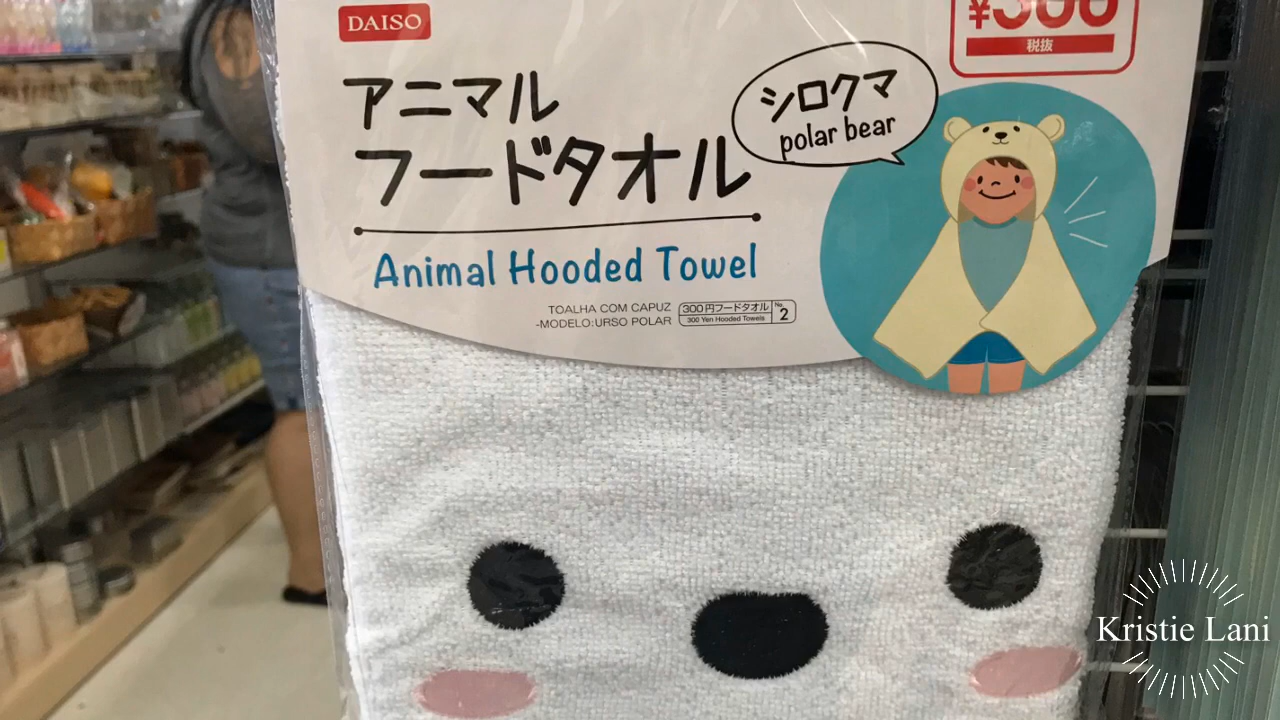 DAISO
¥300
税抜
アニマル
フードタオル
シロクマ
polar bear
Animal Hooded Towel
TOALHA COM CAPUZ
-MODELO:URSO POLAR
300円フードタオル
300 Yen Hooded Towels
No.
2
Kristie Lani